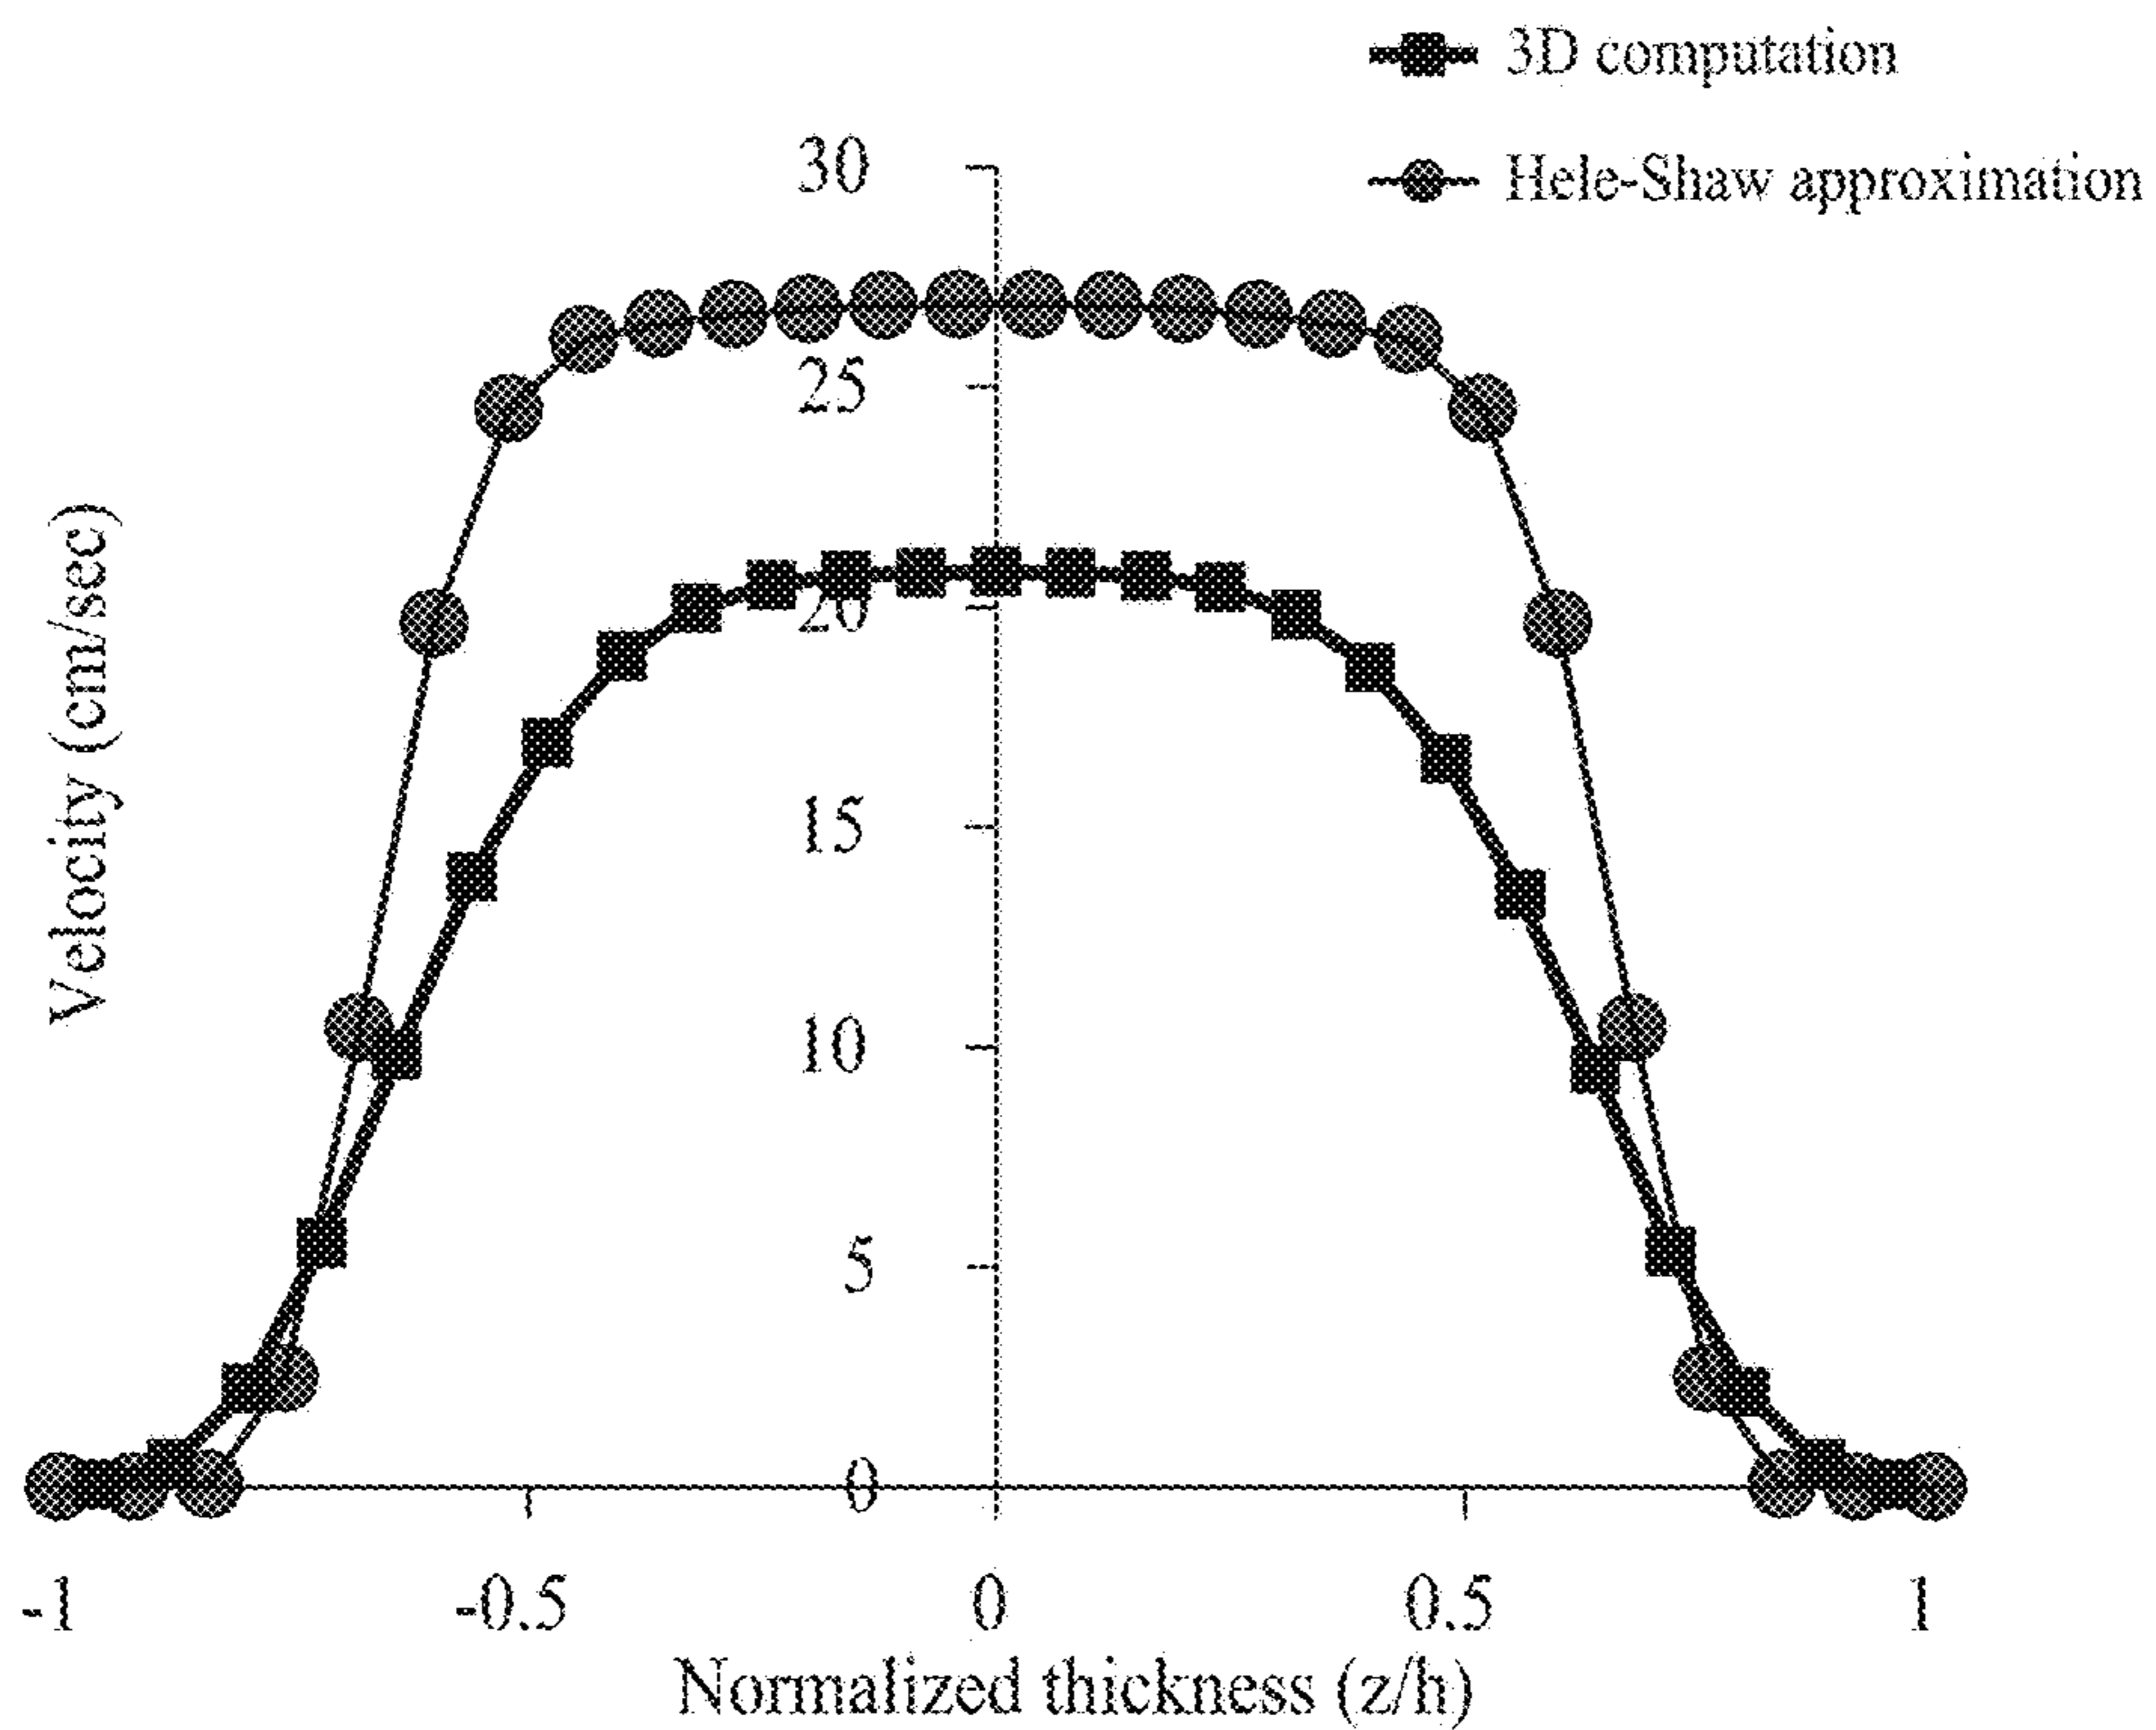 3D computation
Hele-Shaw approximation
30
25
20
15
10
5
0
Velocity (cm/sec)
-1 -0.5 0 0.5 1
Normalized thickness (z/h)